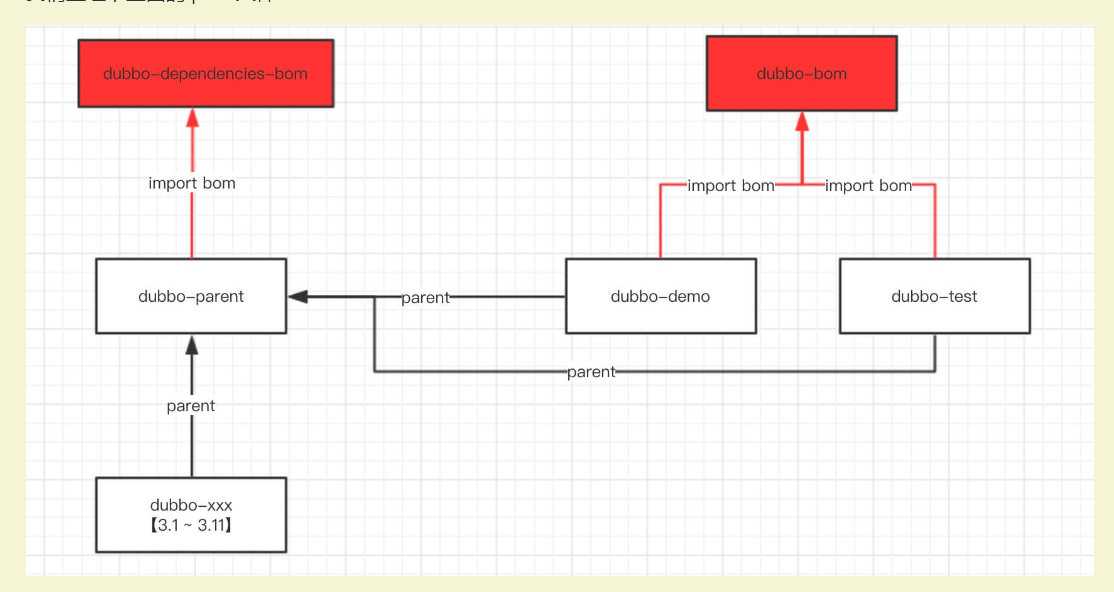 dubbo-dependencies-bom
dubbo-bom
import bom
import bom
import bom
dubbo-parent
parent
dubbo-demo
dubbo-test
parent
parent
dubbo-xxx
【3.1 ~ 3.11】